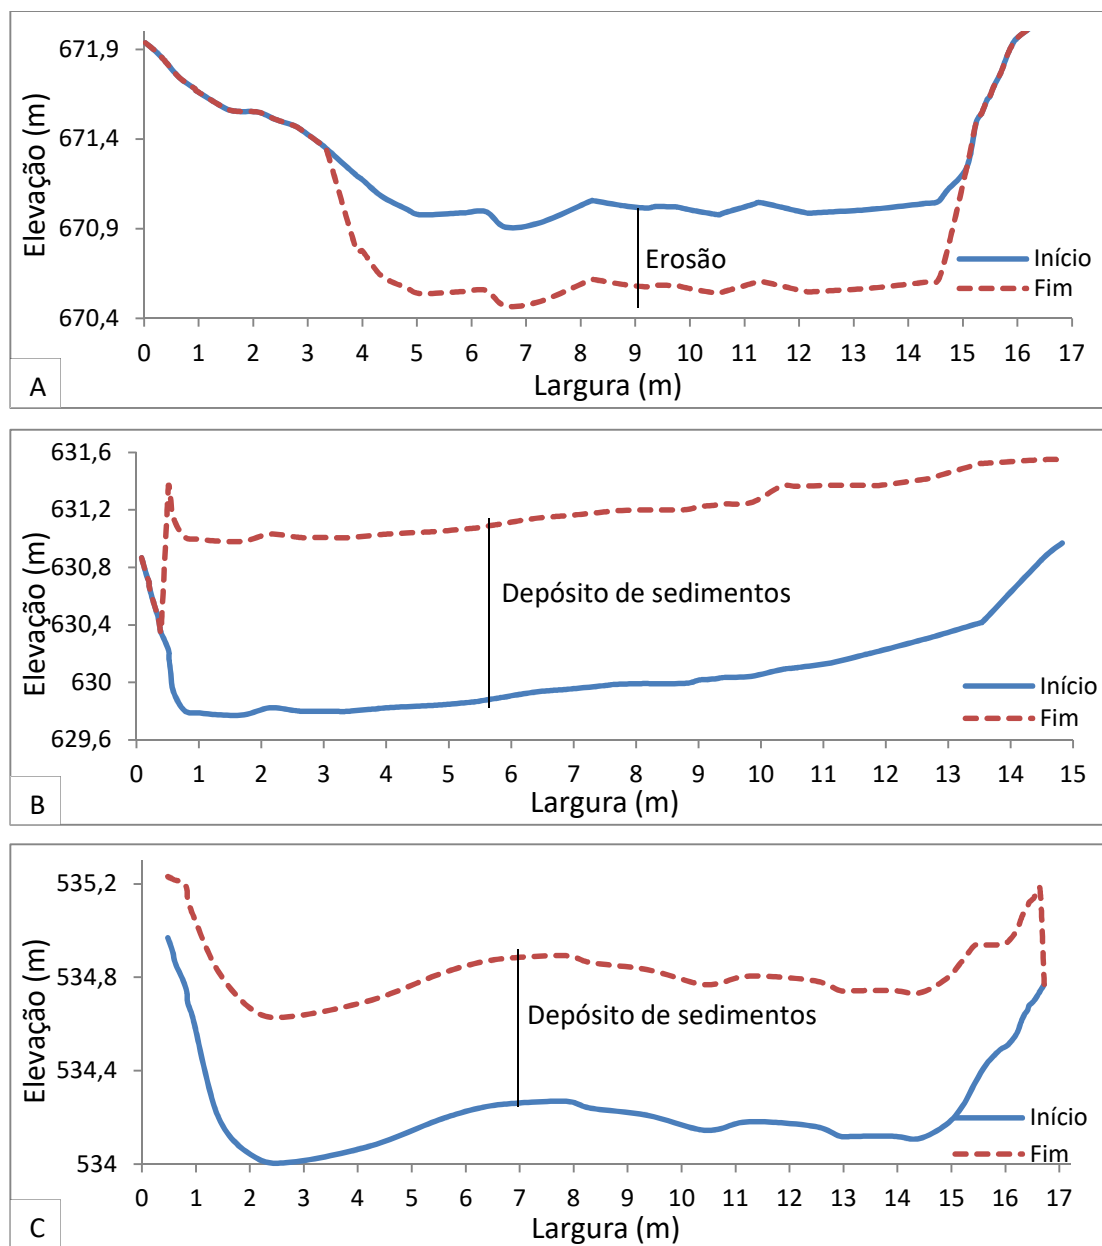 671,9
671,4
670,9
670,4
Elevação (m)
Erosão
Início
Fim
0 1 2 3 4 5 6 7 8 9 10 11 12 13 14 15 16 17
Largura (m)
A
631,6
631,2
630,8
630,4
630
629,6
Elevação (m)
Depósito de sedimentos
Início
Fim
0 1 2 3 4 5 6 7 8 9 10 11 12 13 14 15
Largura (m)
B
535,2
534,8
534,4
534
Elevação (m)
Depósito de sedimentos
Início
Fim
0 1 2 3 4 5 6 7 8 9 10 11 12 13 14 15 16 17
Largura (m)
C